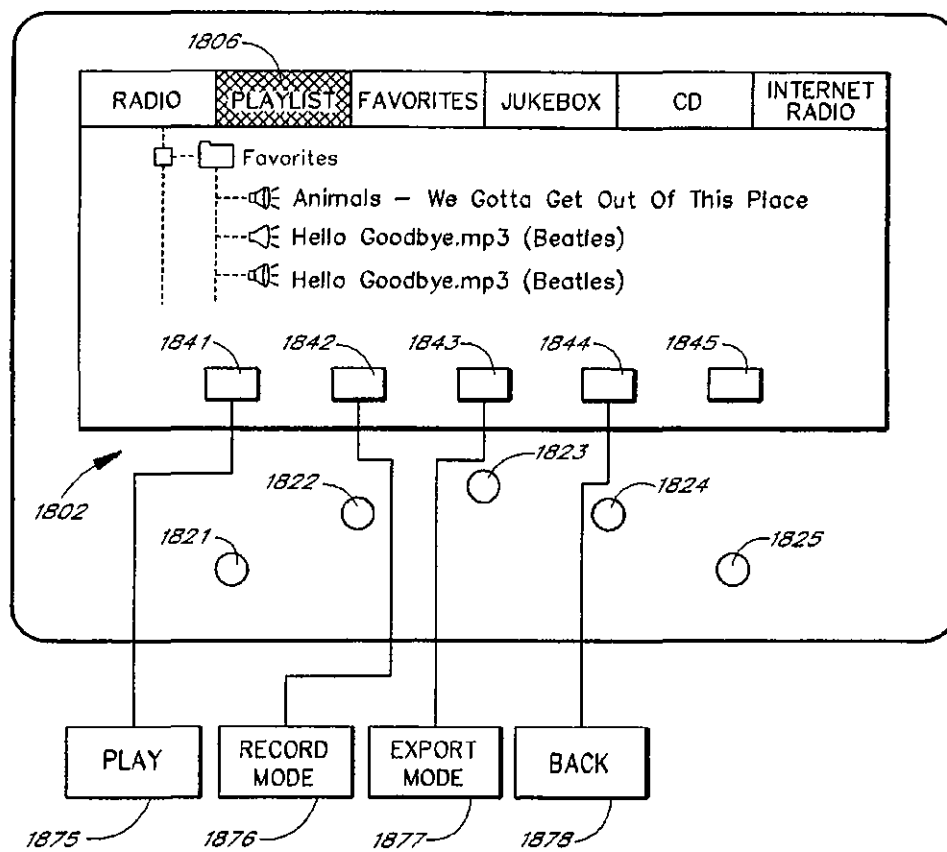 1806
RADIO PLAYLIST FAVORITES JUKEBOX CD INTERNET RADIO
Favorites
Animals – We Gotta Get Out Of This Place
Hello Goodbye.mp3 (Beatles)
Hello Goodbye.mp3 (Beatles)
1841 1842 1843 1844 1845
1802
1821 1822 1823 1824 1825
PLAY RECORD MODE EXPORT MODE BACK
1875 1876 1877 1878